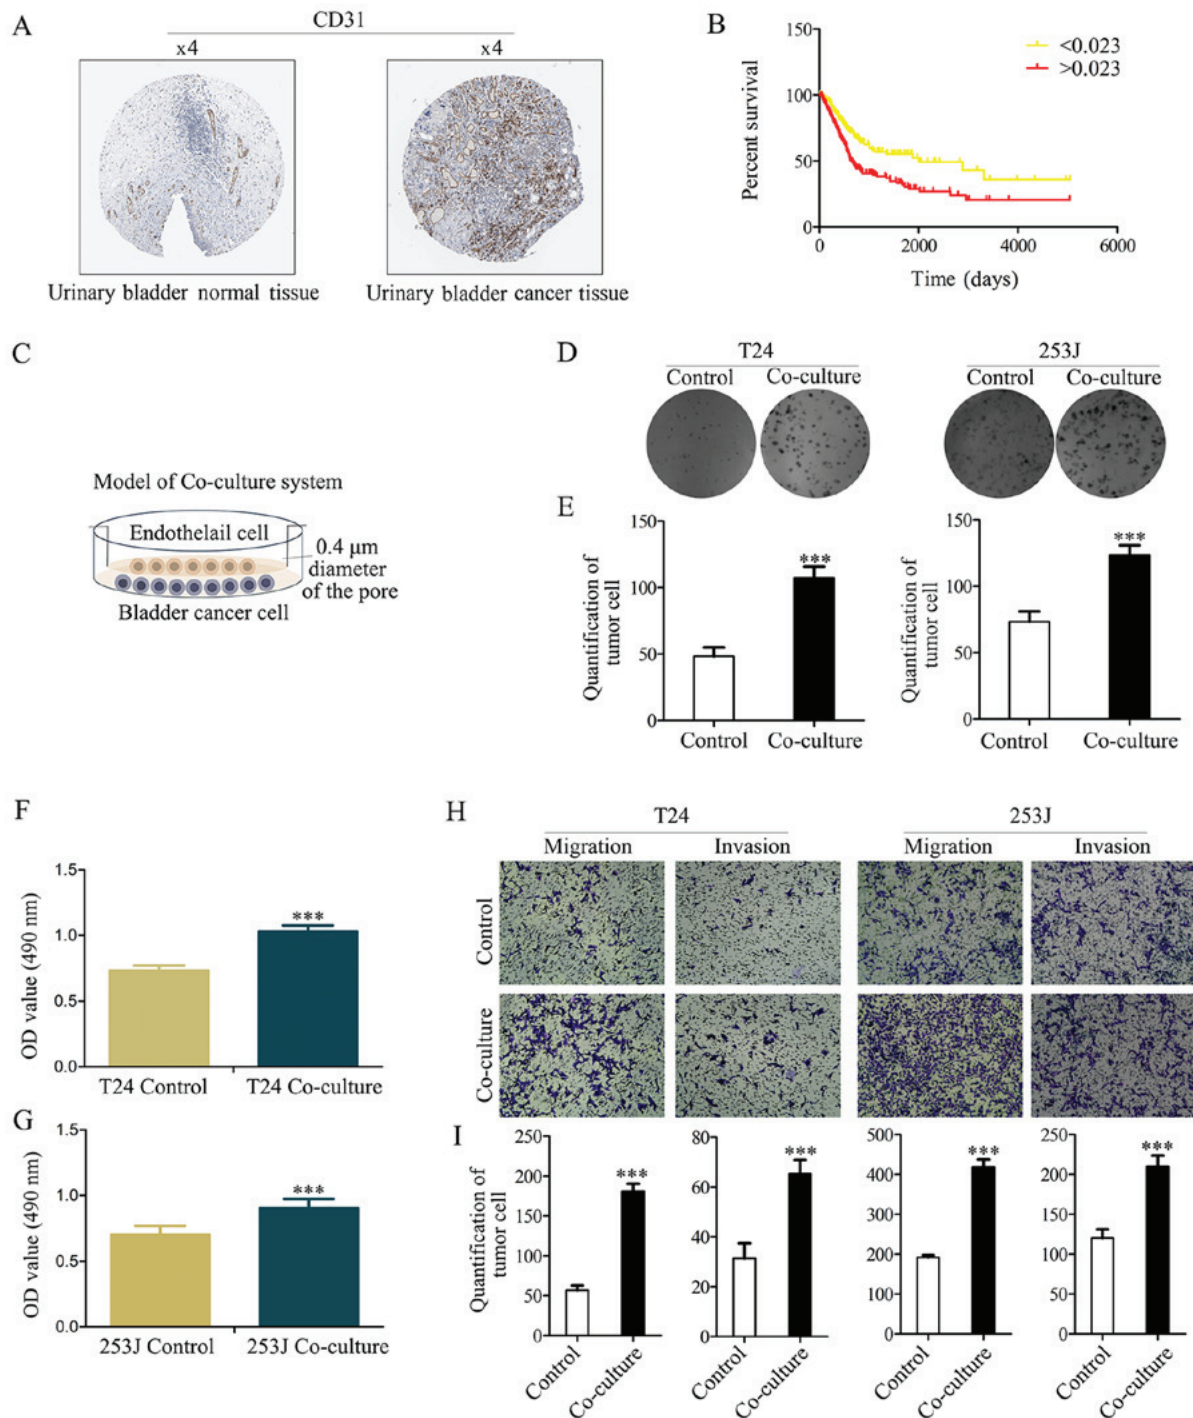 A
CD31
x4 x4
Urinary bladder normal tissue Urinary bladder cancer tissue
B
Percent survival
150
100
50
0
0 2000 4000 6000
Time (days)
<0.023
>0.023
C
Model of Co-culture system
Endothelail cell
0.4 μm
diameter
of the pore
Bladder cancer cell
D
T24 253J
Control Co-culture Control Co-culture
E
Quantification of
tumor cell
150
100
50
0
***
Control Co-culture
Quantification of
tumor cell
150
100
50
0
***
Control Co-culture
F
OD value (490 nm)
1.5
1.0
0.5
0.0
***
T24 Control T24 Co-culture
G
OD value (490 nm)
1.5
1.0
0.5
0.0
***
253J Control 253J Co-culture
H
T24 253J
Migration Invasion Migration Invasion
Control
Co-culture
I
Quantification of
tumor cell
250
200
150
100
50
0
***
Control Co-culture
80
60
40
20
0
***
Control Co-culture
500
400
300
200
100
0
***
Control Co-culture
250
200
150
100
50
0
***
Control Co-culture